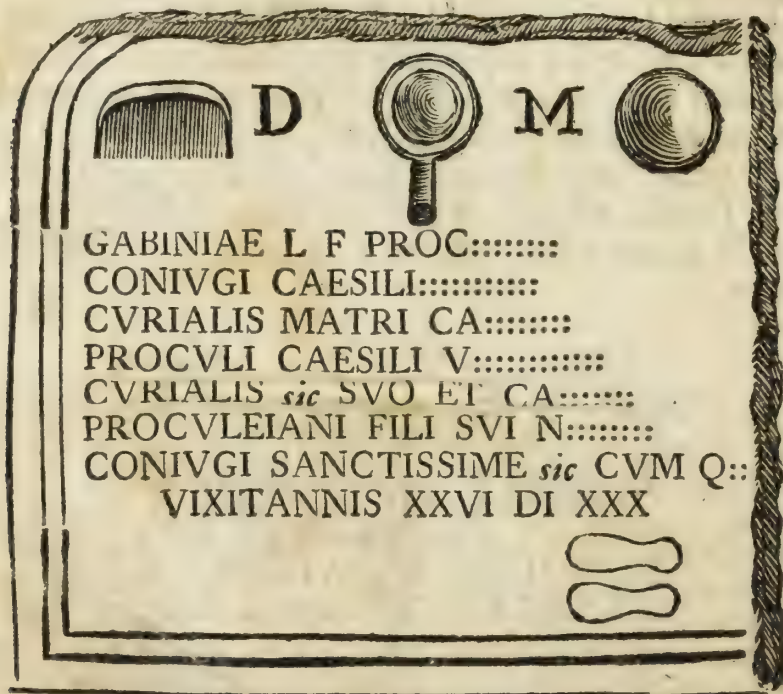 D M
GABINIAE L F PROC::::::::
CONIVGI CAESILI:::::::::::
CVRIALIS MATRI CA::::::::
PROCVLI CAESILI V::::::::::::
CVRIALIS sic SVO ET CA:::::::.
PROCVLEIANI FILI SVI N::::::::
CONIVGI SANCTISSIME sic CVM Q::
VIXITANNIS XXVI DI XXX